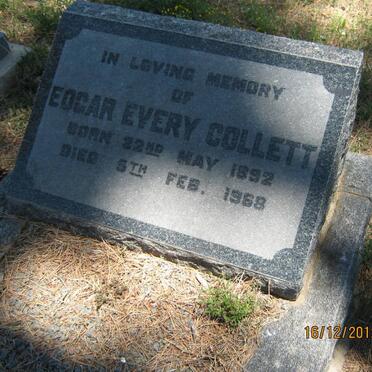 IN LOVING MEMORY
OF
EDGAR EVERY COLLETT
BORN 22ND MAY 1892
DIED 5TH FEB. 1968
16/12/201